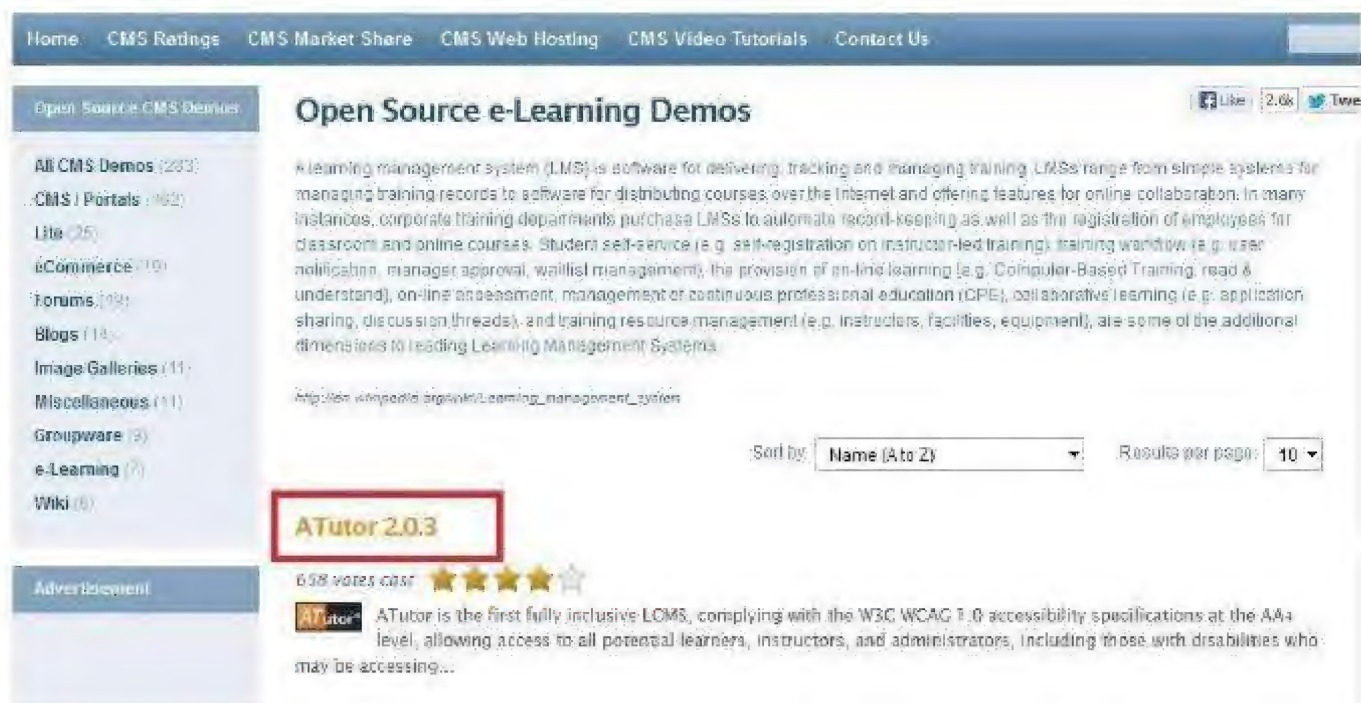 Home CMS Ratings CMS Market Share CMS Web Hosting CMS Video Tutorials Contact Us
Open Source CMS Demos
All CMS Demos
CMS / Portals
Lite (25)
eCommerce
Forums
Blogs (14)
Image Galleries (11)
Miscellaneous (11)
Groupware (9)
e-Learning (7)
Wiki
Advertisement
Open Source e-Learning Demos
Like 2.6k Twe
A learning management system (LMS) is software for delivering, tracking and managing training. LMSs range from simple systems for
managing training records to software for distributing courses over the Internet and offering features for online collaboration. In many
instances, corporate training departments purchase LMSs to automate record-keeping as well as the registration of employees for
classroom and online courses. Student self-service (e.g. self-registration on instructor-led training), training workflow (e.g. user
notification, manager approval, waitlist management), the provision of on-line learning (e.g. Computer-Based Training, read &
understand), on-line assessment, management of continuous professional education (CPE), collaborative learning (e.g. application
sharing, discussion threads), and training resource management (e.g. instructors, facilities, equipment), are some of the additional
dimensions to leading Learning Management Systems.
http://en.wikipedia.org/wiki/Learning_management_system
Sort by: Name (A to Z) Results per page: 10
ATutor 2.0.3
658 votes cast
ATutor ATutor is the first fully inclusive LCMS, complying with the W3C WCAG 1.0 accessibility specifications at the AA+
level, allowing access to all potential learners, instructors, and administrators, including those with disabilities who
may be accessing...